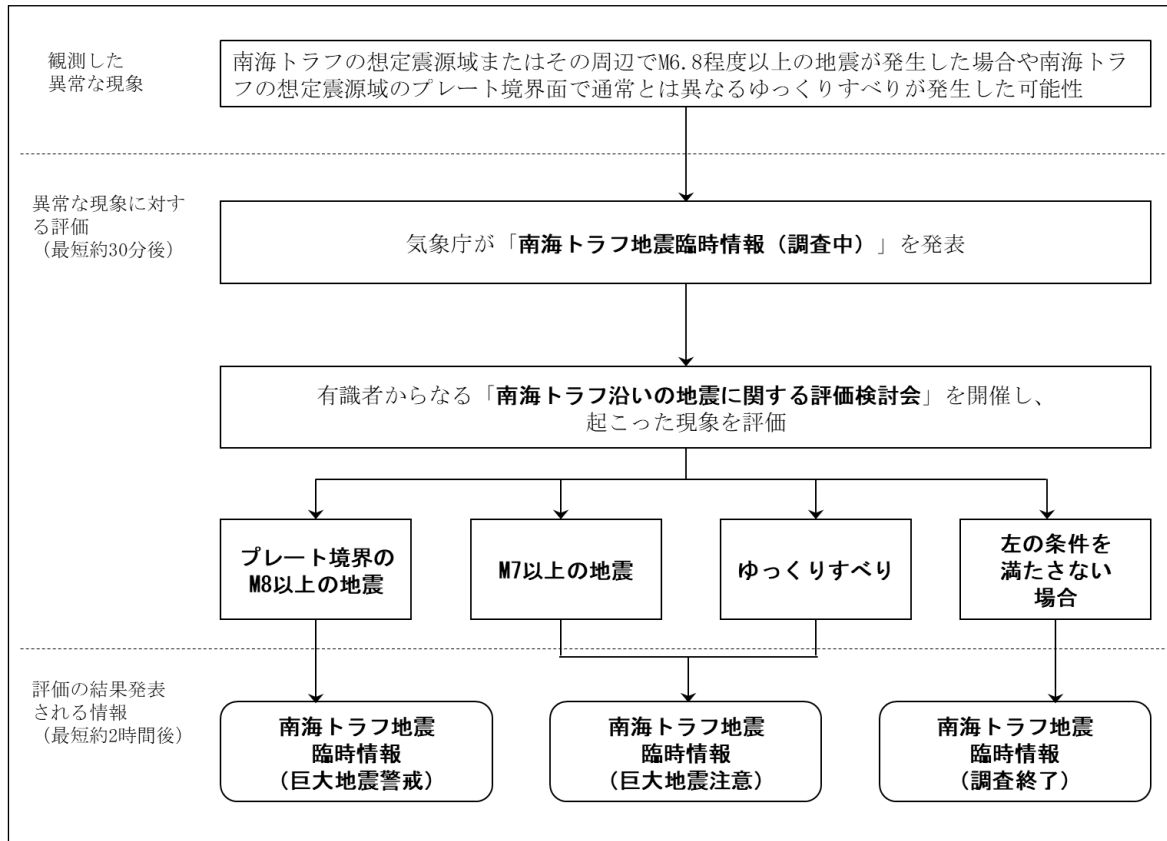 観測した
異常な現象
南海トラフの想定震源域またはその周辺でM6.8程度以上の地震が発生した場合や南海トラ
フの想定震源域のプレート境界面で通常とは異なるゆっくりすべりが発生した可能性
異常な現象に対す
る評価
（最短約30分後）
気象庁が「南海トラフ地震臨時情報（調査中）」を発表
有識者からなる「南海トラフ沿いの地震に関する評価検討会」を開催し、
起こった現象を評価
プレート境界の
M8以上の地震
M7以上の地震
ゆっくりすべり
左の条件を
満たさない
場合
評価の結果発表
される情報
（最短約2時間後）
南海トラフ地震
臨時情報
（巨大地震警戒）
南海トラフ地震
臨時情報
（巨大地震注意）
南海トラフ地震
臨時情報
（調査終了）